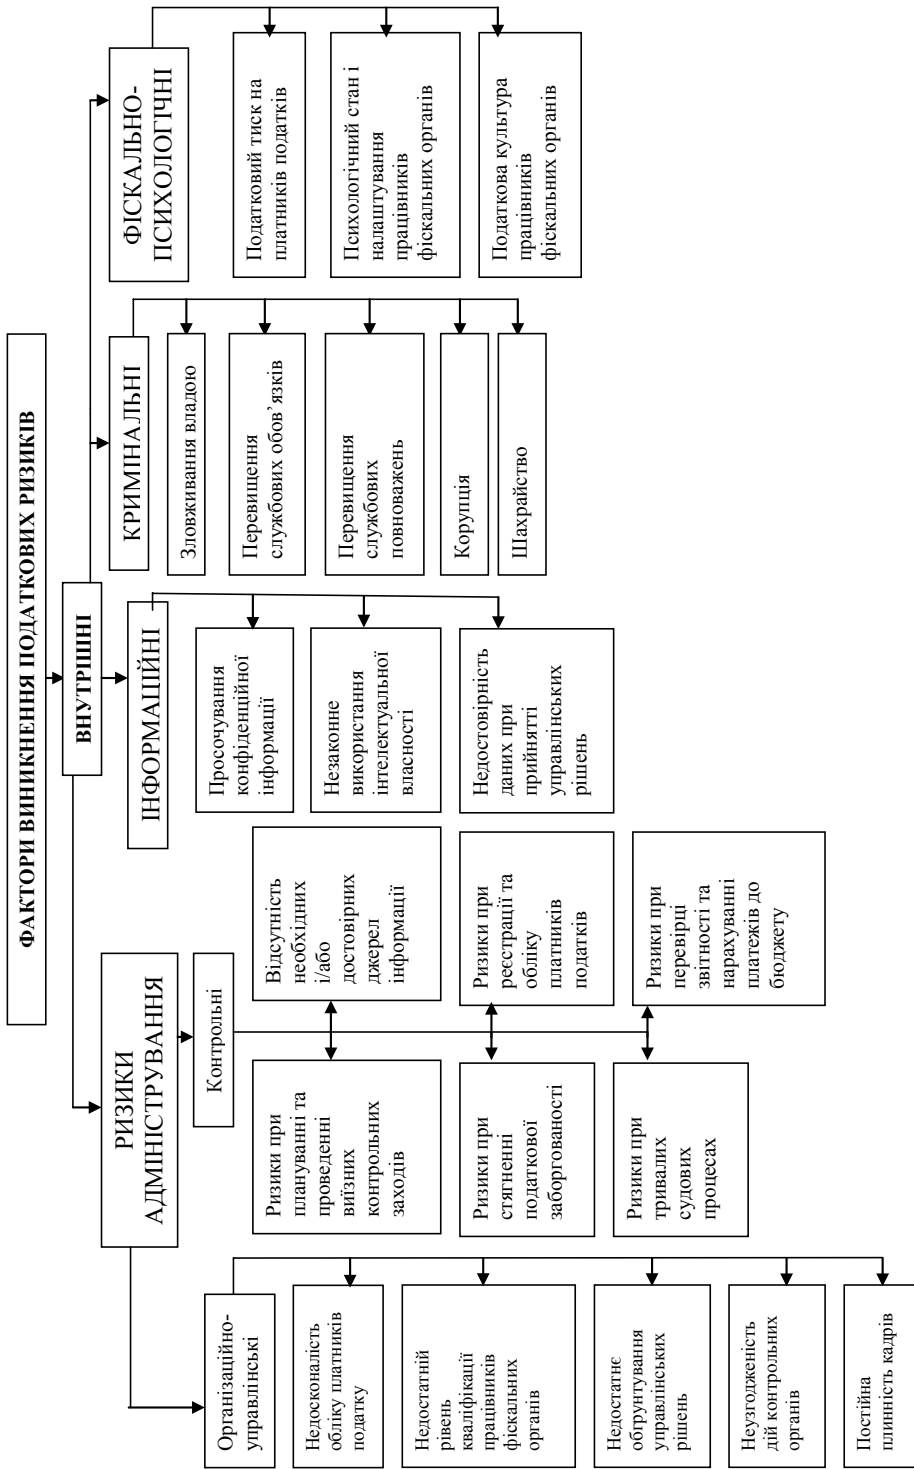 ФАКТОРИ ВИНИКНЕННЯ ПОДАТКОВИХ РИЗИКІВ
ВНУТРІШНІ
РИЗИКИ
АДМІНІСТРУВАННЯ
Організаційно-
управлінські
Недосконалість
обліку платників
податку
Недостатній
рівень
кваліфікації
працівників
фіскальних
органів
Недостатнє
обґрунтування
управлінських
рішень
Неузгодженість
дій контрольних
органів
Постійна
плинність кадрів
Контрольні
Ризики при
плануванні та
проведенні
виїзних
контрольних
заходів
Відсутність
необхідних
і/або
достовірних
джерел
інформації
Ризики при
стягненні
податкової
заборгованості
Ризики при
реєстрації та
обліку
платників
податків
Ризики при
тривалих
судових
процесах
Ризики при
перевірці
звітності та
нарахуванні
платежів до
бюджету
ІНФОРМАЦІЙНІ
Просочування
конфіденційної
інформації
Незаконне
використання
інтелектуальної
власності
Недостовірність
даних при
прийнятті
управлінських
рішень
КРИМІНАЛЬНІ
Зловживання владою
Перевищення
службових обов’язків
Перевищення
службових
повноважень
Корупція
Шахрайство
ФІСКАЛЬНО-
ПСИХОЛОГІЧНІ
Податковий тиск на
платників податків
Психологічний стан і
налаштування
працівників
фіскальних органів
Податкова культура
працівників
фіскальних органів